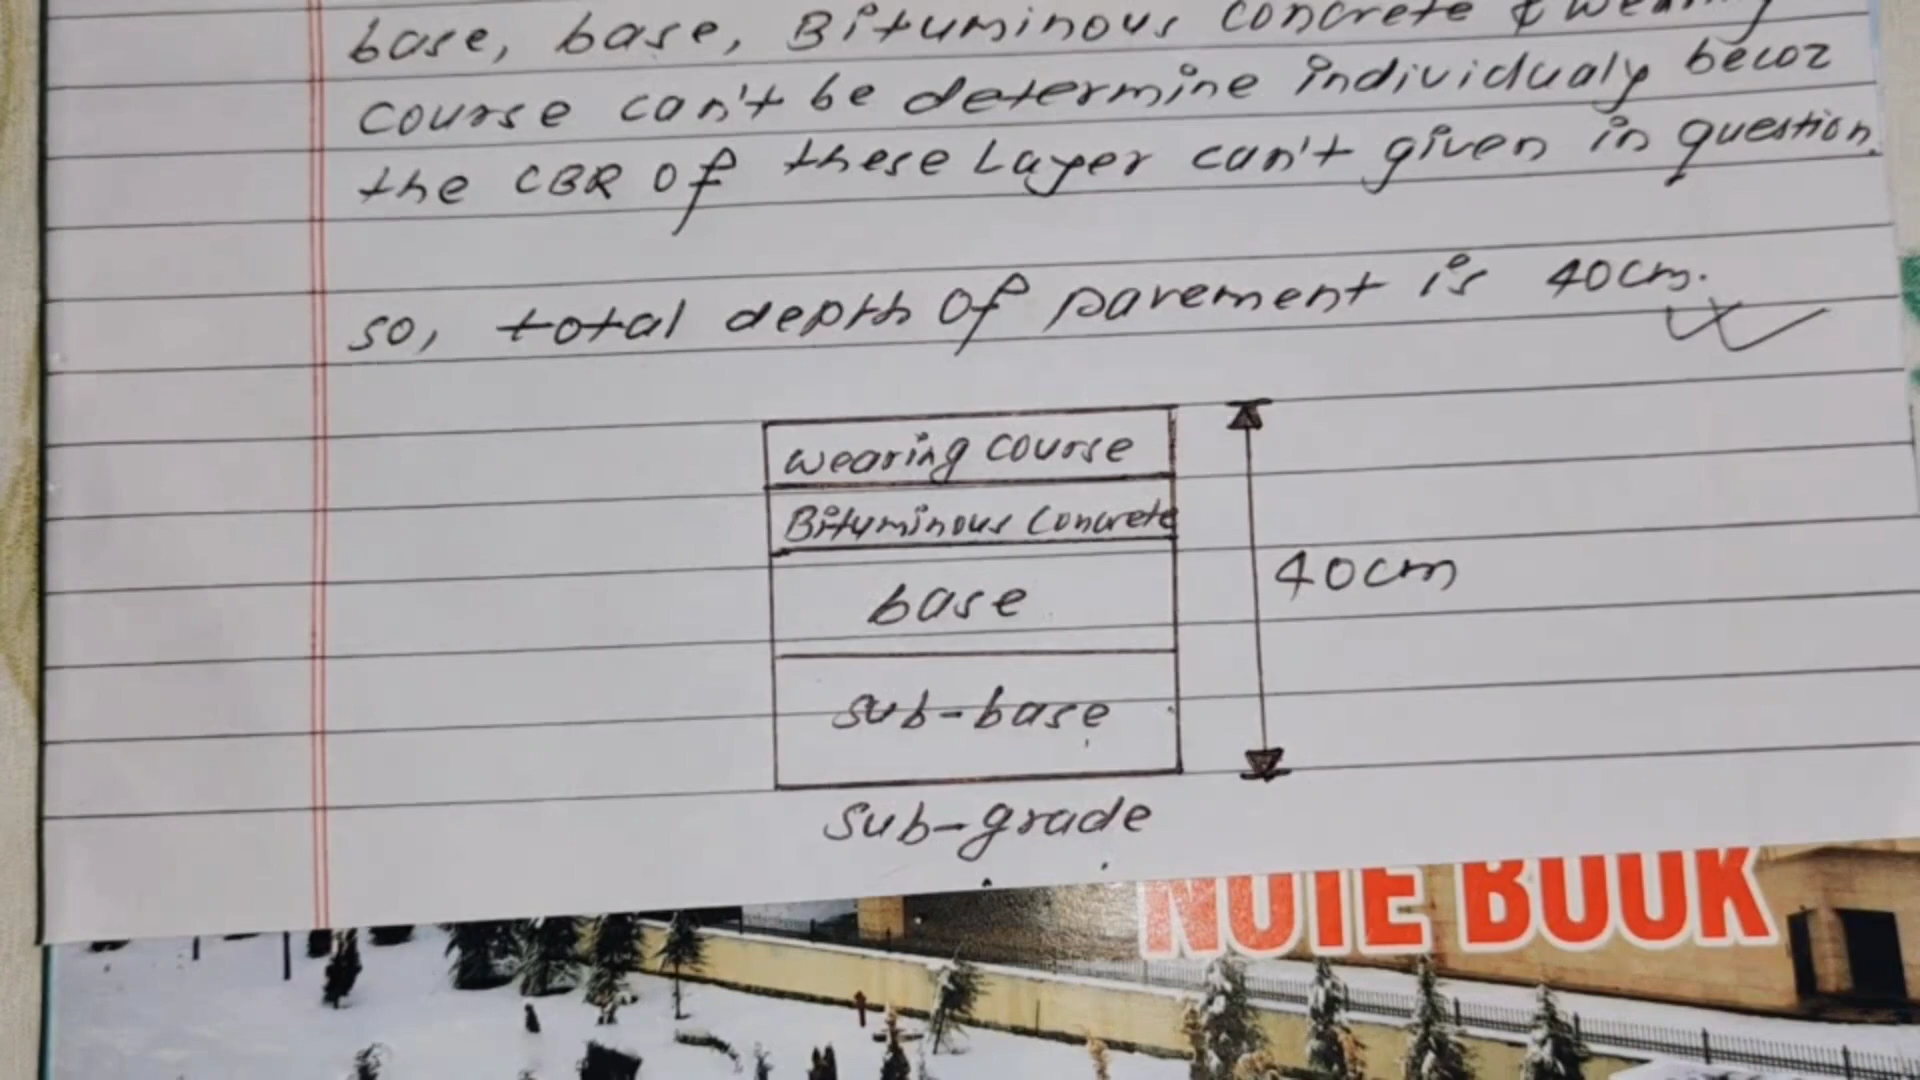 base, base, Bituminous concrete & wearing
course can't be determine individualy becoz
the CBR of these Layer can't given in question.
so, total depth of pavement is 40cm.
wearing course
Bituminous Concrete
base
40cm
sub-base
sub-grade
NOTE BOOK